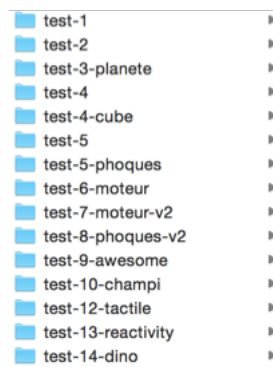 test-1
test-2
test-3-planete
test-4
test-4-cube
test-5
test-5-phoques
test-6-moteur
test-7-moteur-v2
test-8-phoques-v2
test-9-awesome
test-10-champi
test-12-tactile
test-13-reactivity
test-14-dino